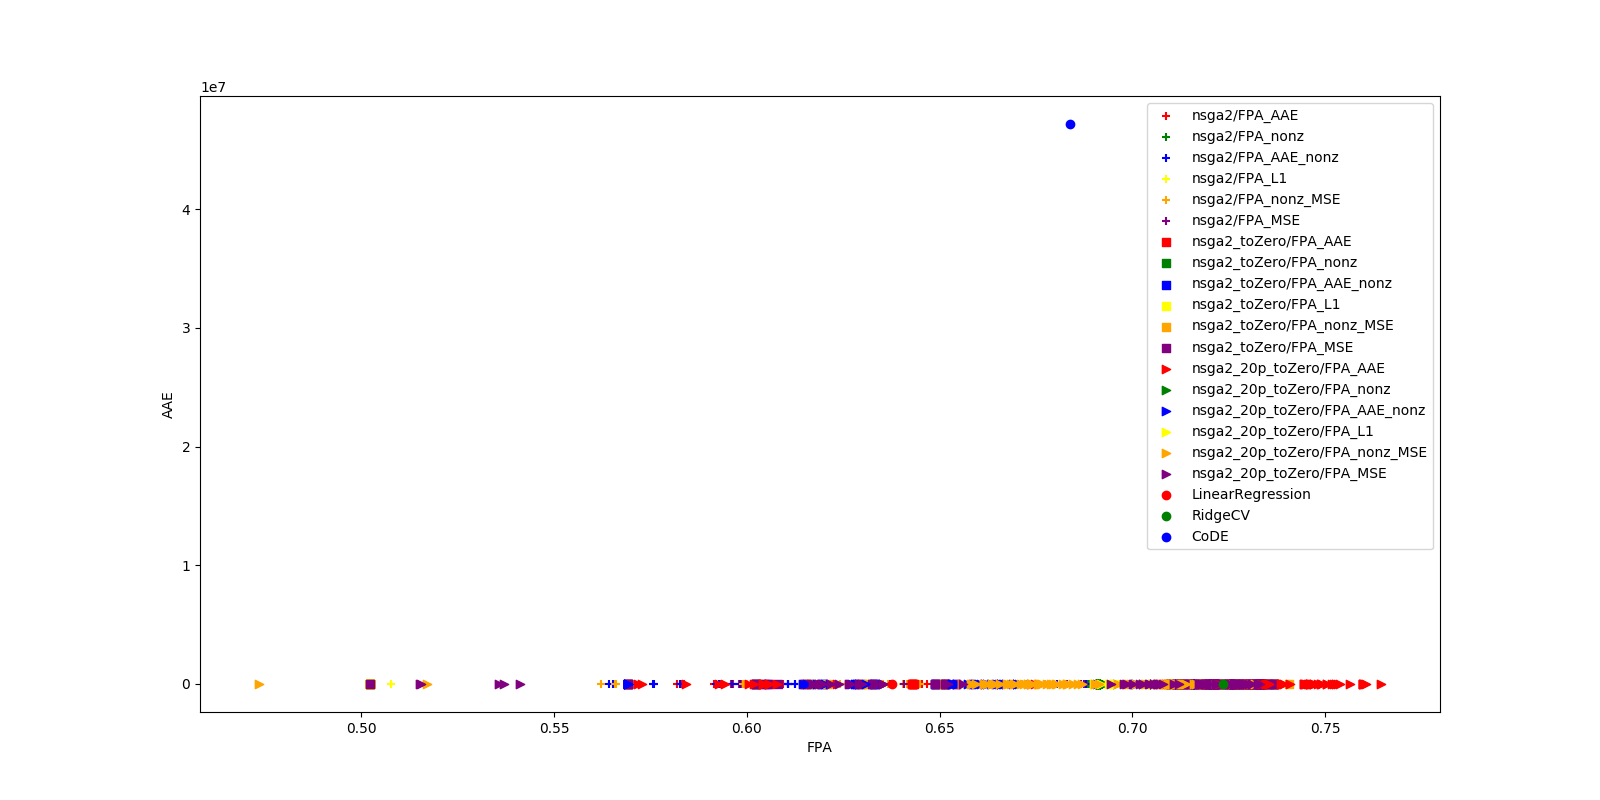 1e7
nsga2/FPA_AAE
nsga2/FPA_nonz
nsga2/FPA_AAE_nonz
nsga2/FPA_L1
nsga2/FPA_nonz_MSE
nsga2/FPA_MSE
nsga2_toZero/FPA_AAE
nsga2_toZero/FPA_nonz
nsga2_toZero/FPA_AAE_nonz
nsga2_toZero/FPA_L1
nsga2_toZero/FPA_nonz_MSE
nsga2_toZero/FPA_MSE
nsga2_20p_toZero/FPA_AAE
nsga2_20p_toZero/FPA_nonz
nsga2_20p_toZero/FPA_AAE_nonz
nsga2_20p_toZero/FPA_L1
nsga2_20p_toZero/FPA_nonz_MSE
nsga2_20p_toZero/FPA_MSE
LinearRegression
RidgeCV
CoDE
4
3
2
1
0
AAE
0.50 0.55 0.60 0.65 0.70 0.75
FPA